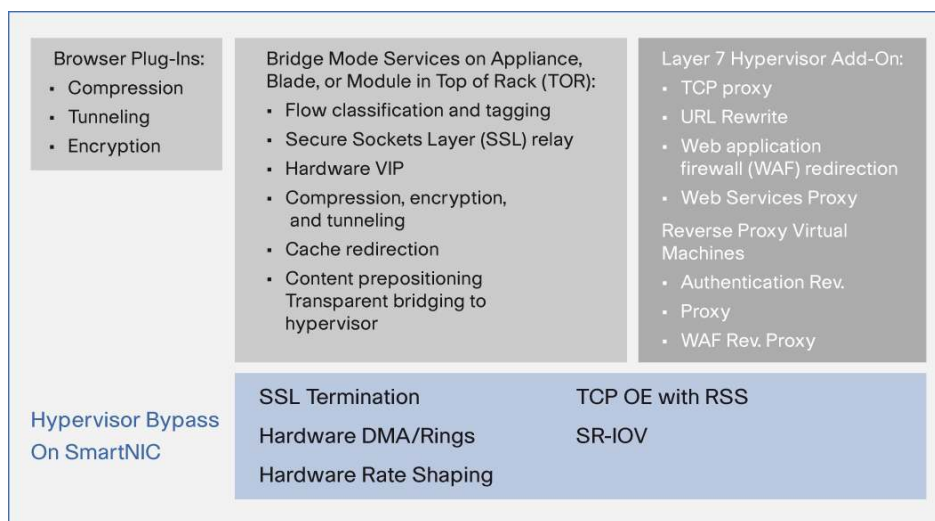 Browser Plug-Ins:
▪ Compression
▪ Tunneling
▪ Encryption
Bridge Mode Services on Appliance,
Blade, or Module in Top of Rack (TOR):
▪ Flow classification and tagging
▪ Secure Sockets Layer (SSL) relay
▪ Hardware VIP
▪ Compression, encryption,
and tunneling
▪ Cache redirection
▪ Content prepositioning
Transparent bridging to
hypervisor
Layer 7 Hypervisor Add-On:
▪ TCP proxy
▪ URL Rewrite
▪ Web application
firewall (WAF) redirection
▪ Web Services Proxy
Reverse Proxy Virtual
Machines
▪ Authentication Rev.
▪ Proxy
▪ WAF Rev. Proxy
Hypervisor Bypass
On SmartNIC
SSL Termination
Hardware DMA/Rings
Hardware Rate Shaping
TCP OE with RSS
SR-IOV